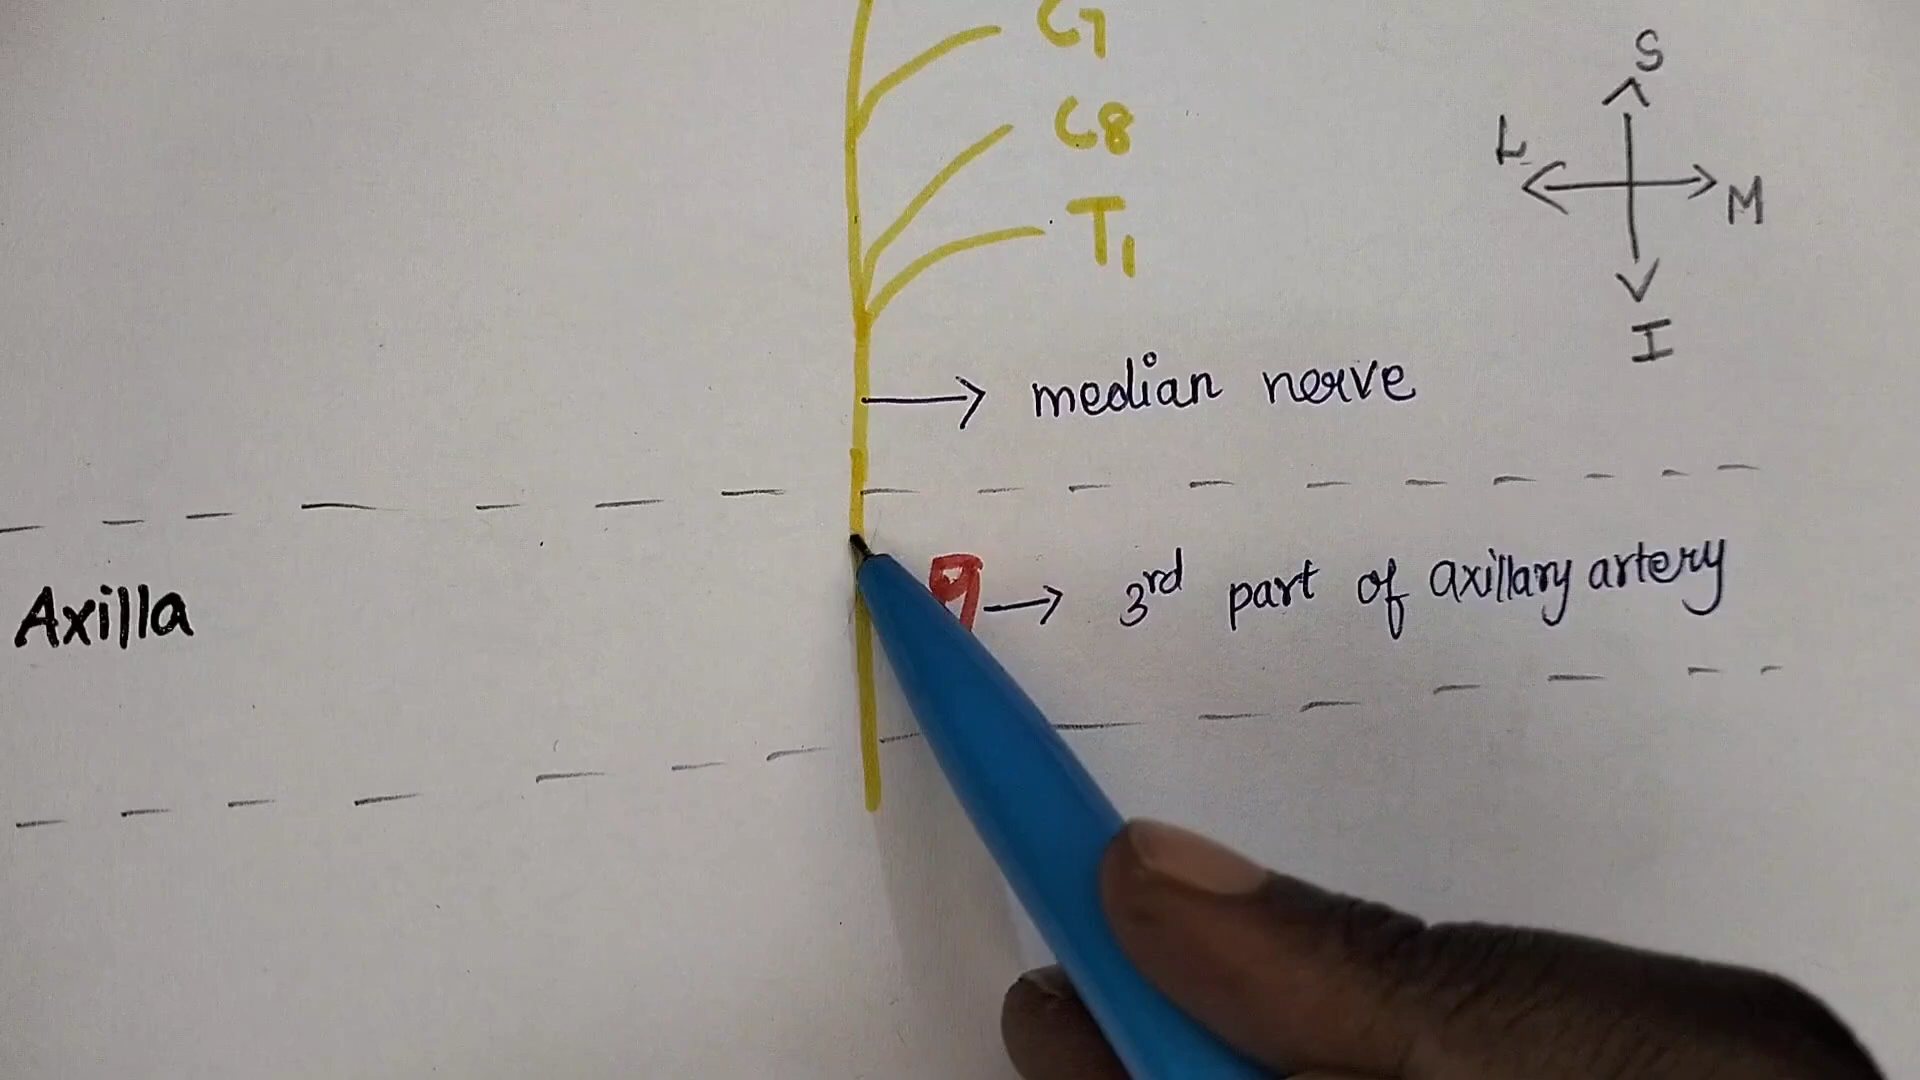 C7
S
C8
L
M
T1
I
median nerve
Axilla
3rd part of axillary artery